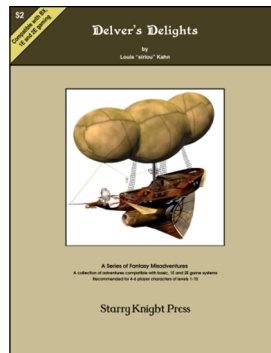 S2
Compatible with BX,
1E and 2E gaming
Delver's Delights
by
Louis "sirlou" Kahn
A Series of Fantasy Misadventures
A collection of adventures compatible with basic, 1E and 2E game systems
Recommended for 4-6 player characters of levels 1-10
Starry Knight Press